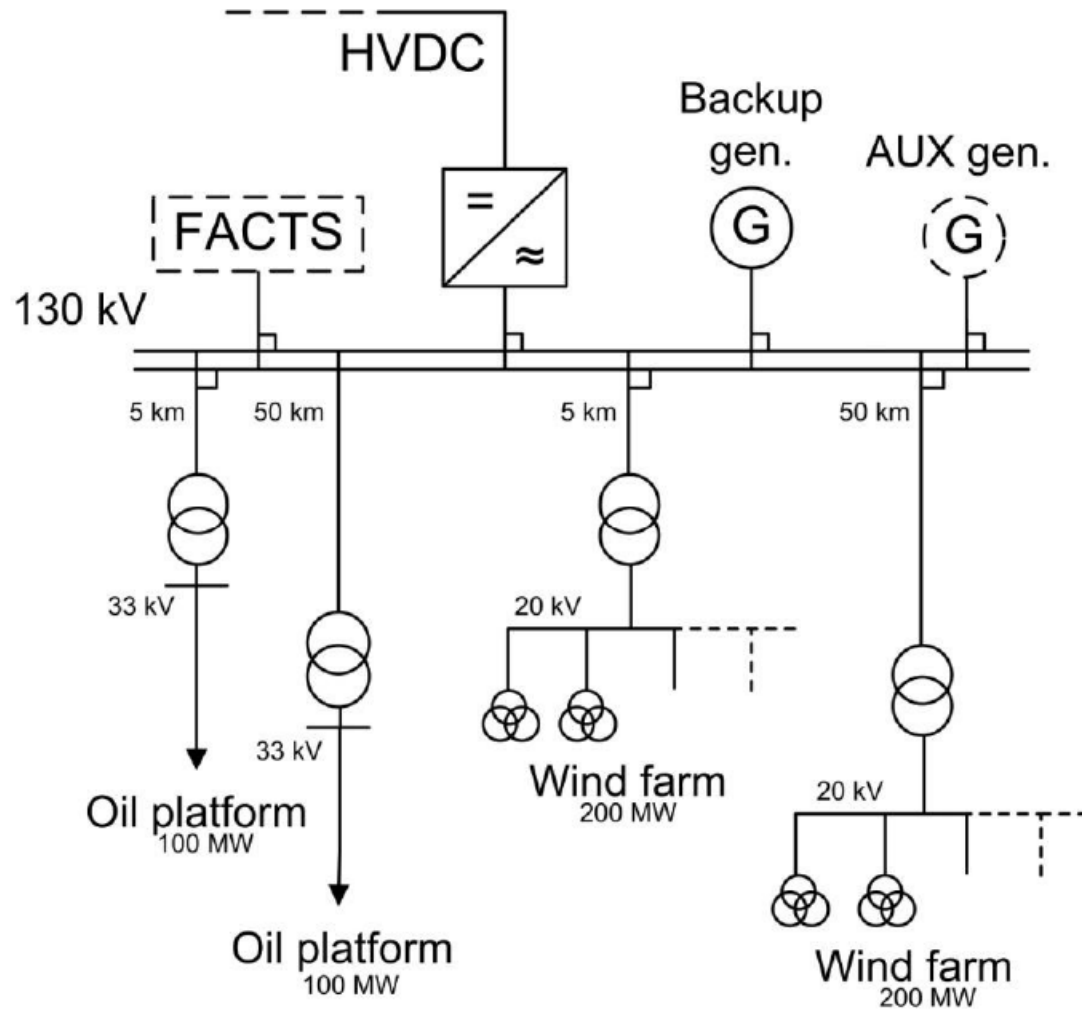 HVDC
=
≈
Backup
gen.
AUX gen.
G
G
FACTS
130 kV
5 km
50 km
5 km
50 km
33 kV
33 kV
20 kV
20 kV
Oil platform
100 MW
Oil platform
100 MW
Wind farm
200 MW
Wind farm
200 MW